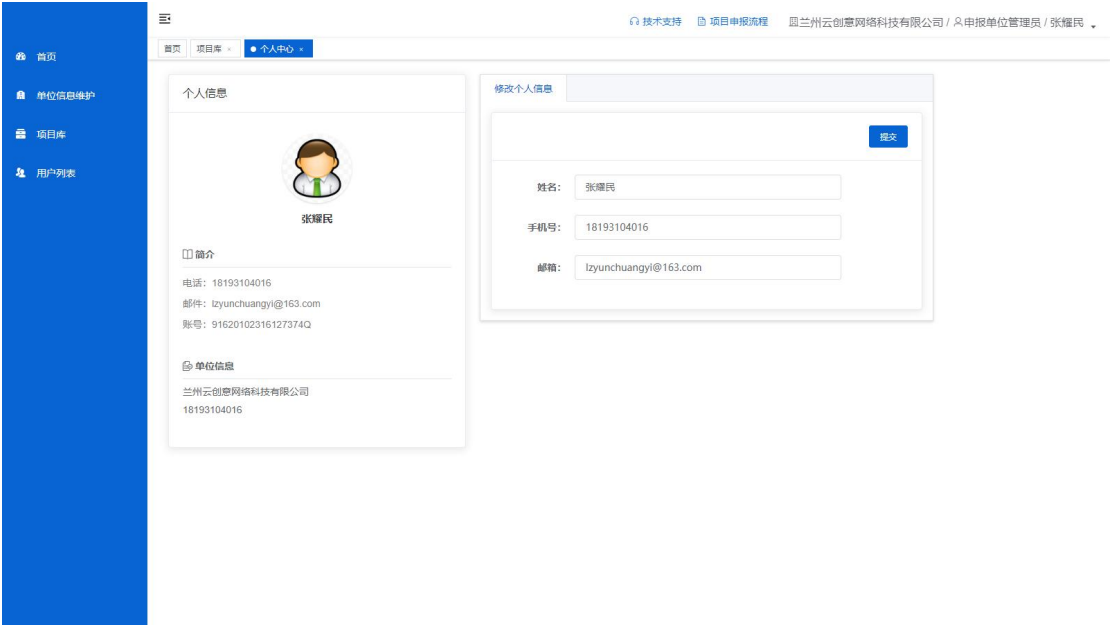 技术支持 项目申报流程 兰州云创意网络科技有限公司 / 申报单位管理员 / 张耀民
首页 项目库 × ● 个人中心 ×
首页
单位信息维护
项目库
用户列表
个人信息
张耀民
简介
电话：18193104016
邮件：lzyunchuangyi@163.com
账号：91620102316127374Q
单位信息
兰州云创意网络科技有限公司
18193104016
修改个人信息
提交
姓名： 张耀民
手机号： 18193104016
邮箱： lzyunchuangyi@163.com